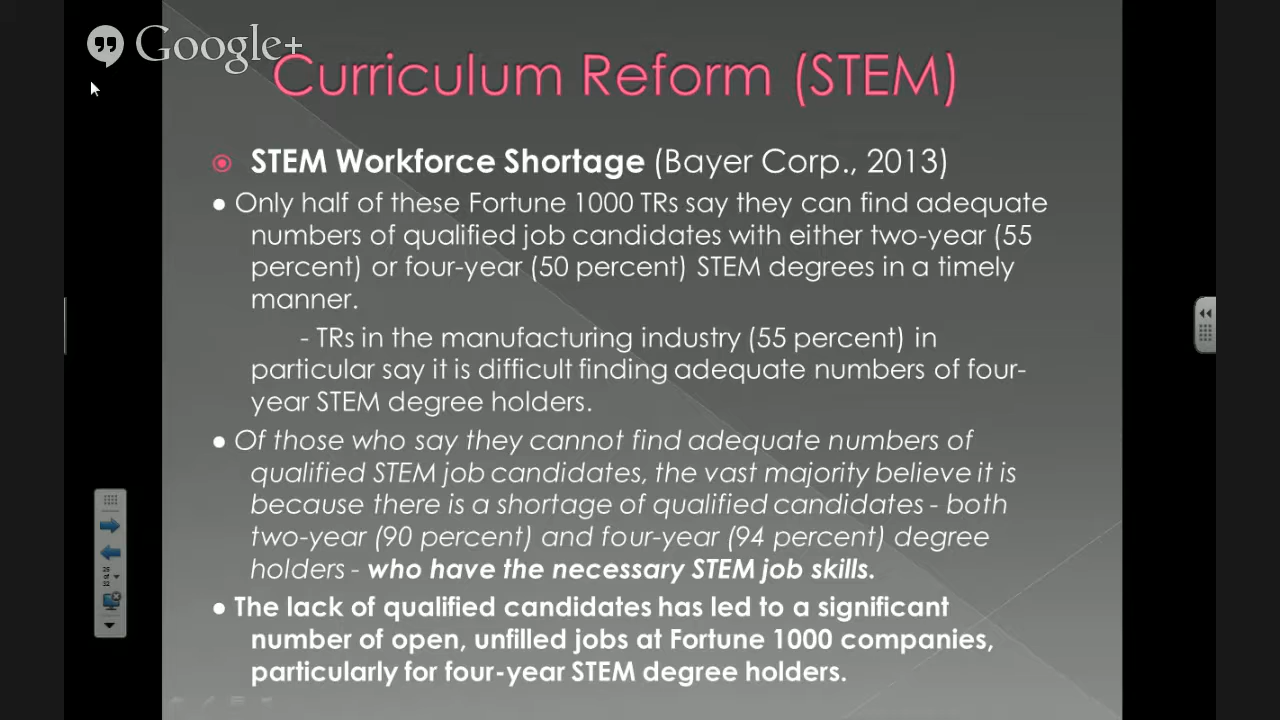 Google+
Curriculum Reform (STEM)
STEM Workforce Shortage (Bayer Corp., 2013)
● Only half of these Fortune 1000 TRs say they can find adequate
numbers of qualified job candidates with either two-year (55
percent) or four-year (50 percent) STEM degrees in a timely
manner.
- TRs in the manufacturing industry (55 percent) in
particular say it is difficult finding adequate numbers of four-
year STEM degree holders.
● Of those who say they cannot find adequate numbers of
qualified STEM job candidates, the vast majority believe it is
because there is a shortage of qualified candidates - both
two-year (90 percent) and four-year (94 percent) degree
holders - who have the necessary STEM job skills.
● The lack of qualified candidates has led to a significant
number of open, unfilled jobs at Fortune 1000 companies,
particularly for four-year STEM degree holders.